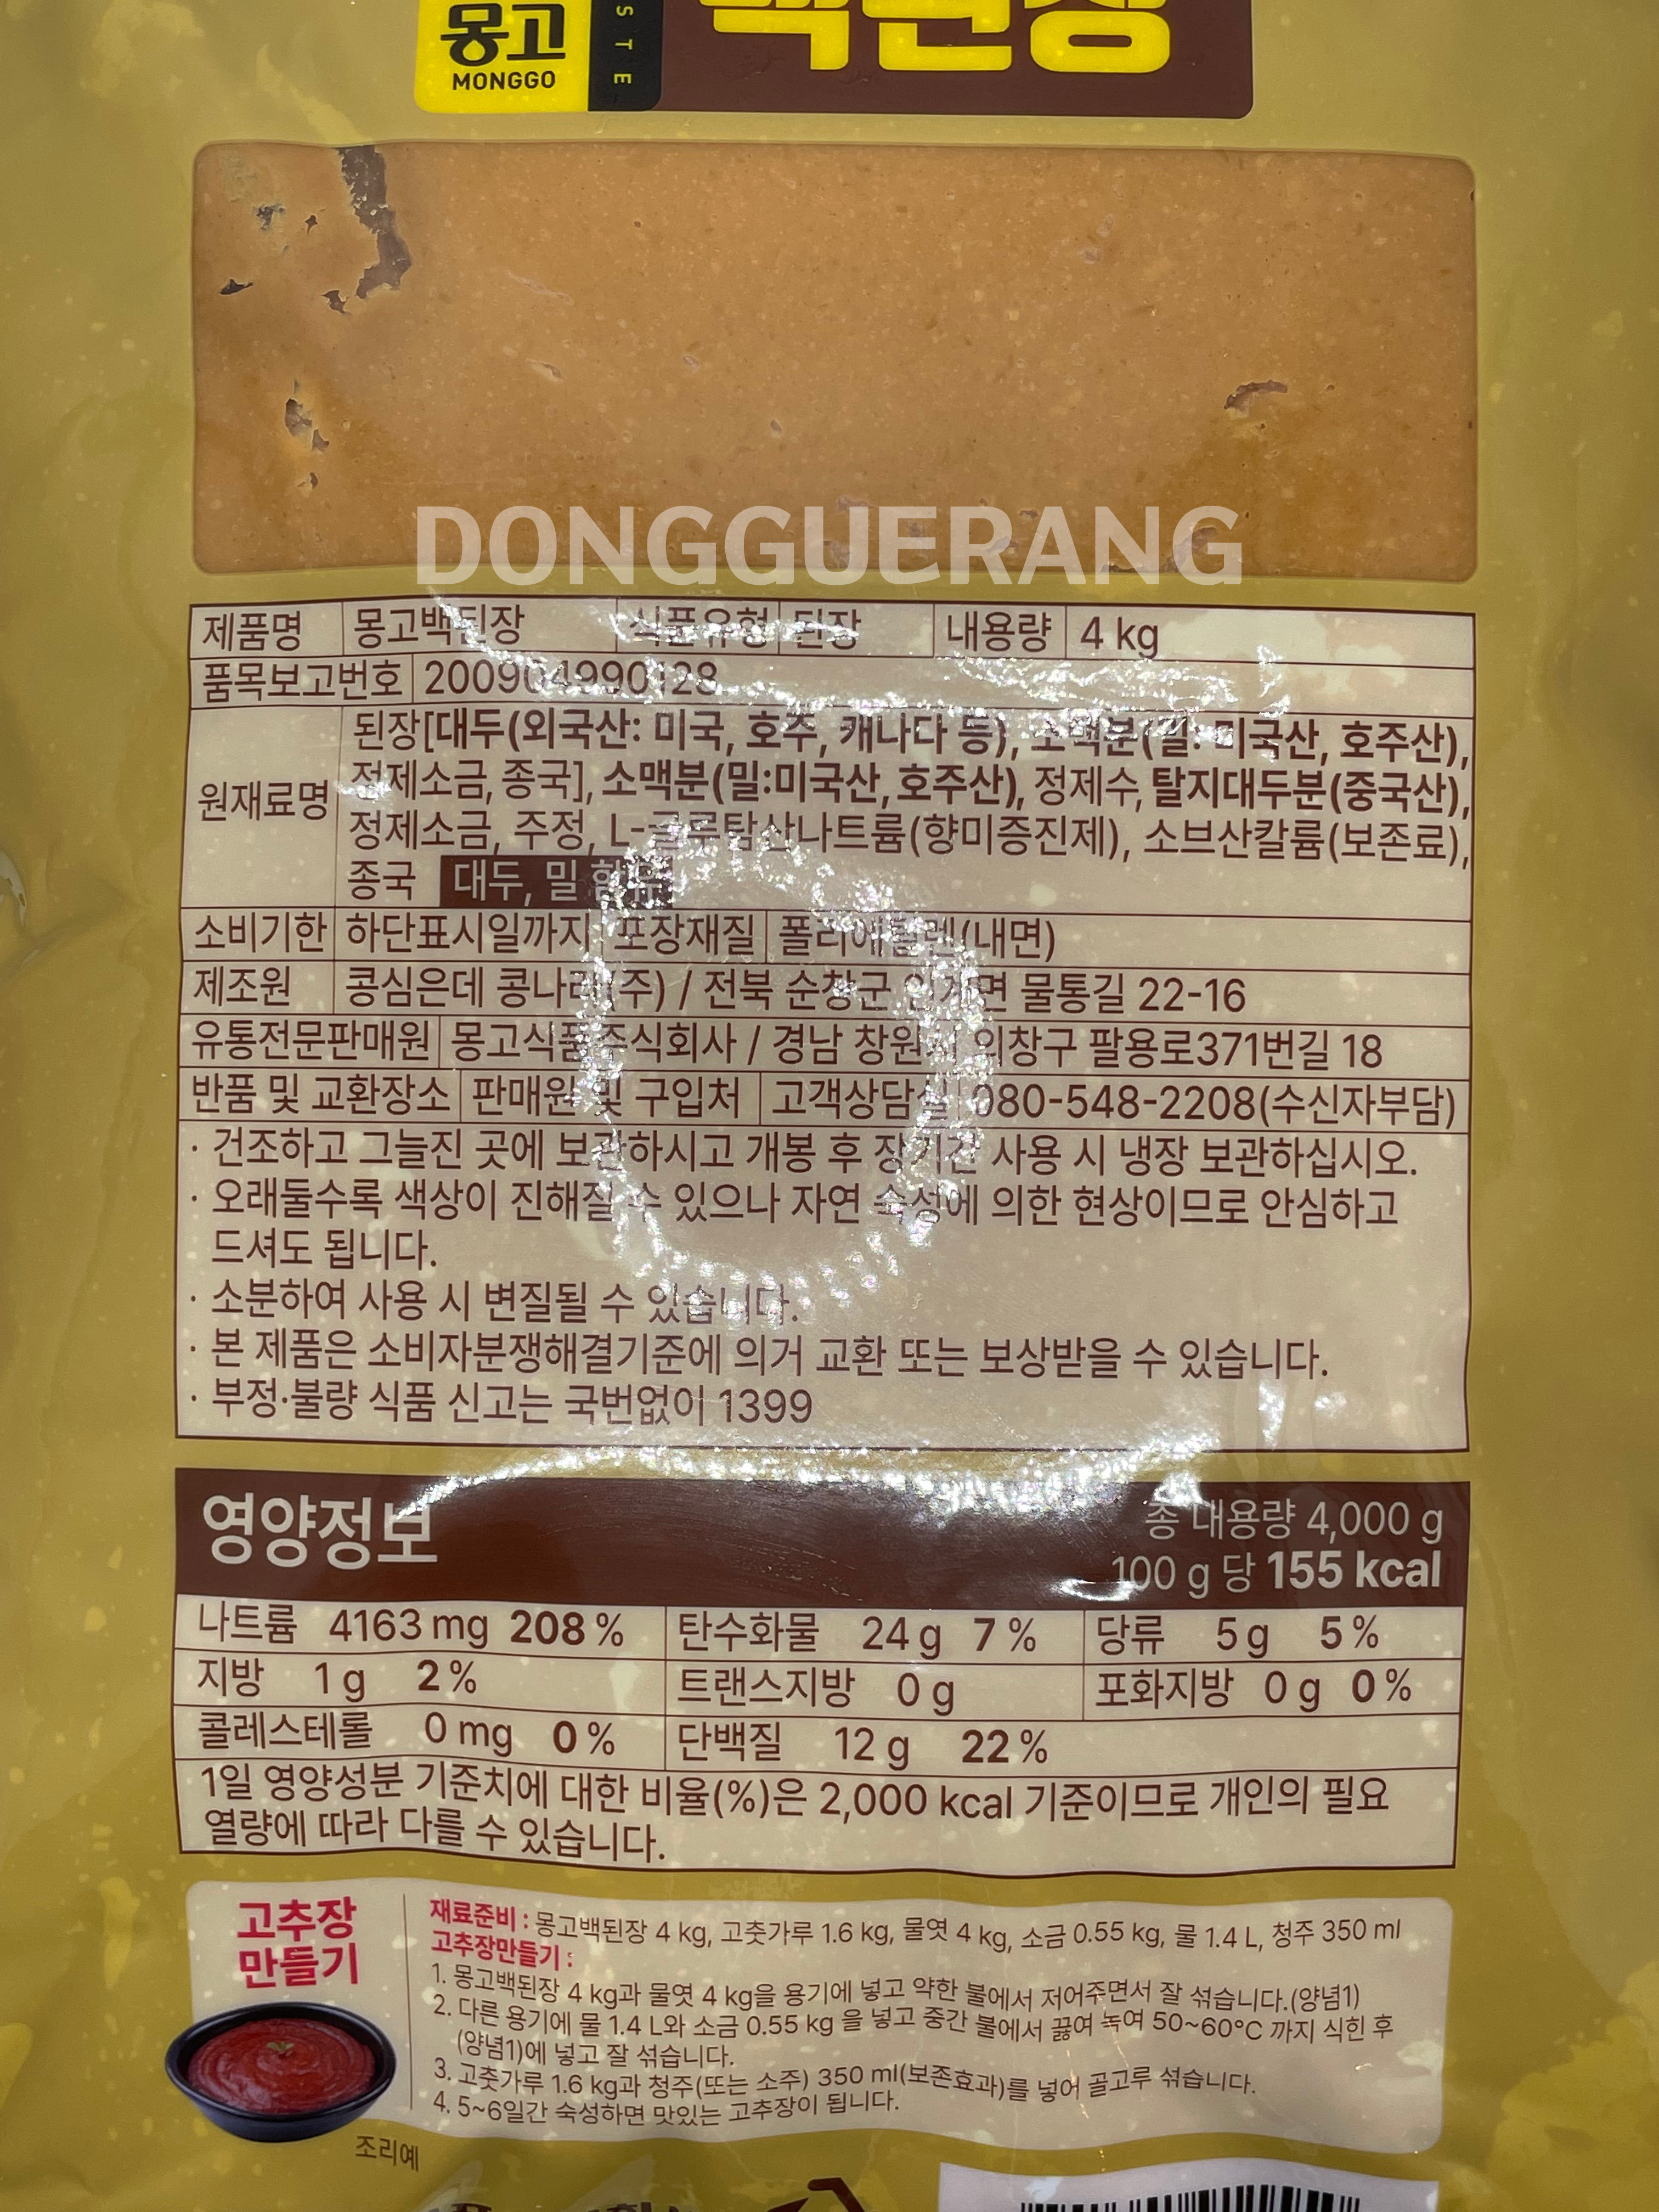 몽고
MONGGO
S T E
백된장
DONGGUERANG
제품명 몽고백된장 식품유형 된장 내용량 4 kg
품목보고번호 200904990128
원재료명
된장[대두(외국산: 미국, 호주, 캐나다 등), 소맥분(밀: 미국산, 호주산),
정제소금, 종국], 소맥분(밀:미국산, 호주산), 정제수, 탈지대두분(중국산),
정제소금, 주정, L-글루탐산나트륨(향미증진제), 소브산칼륨(보존료),
종국 대두, 밀 함유
소비기한 하단표시일까지 포장재질 폴리에틸렌(내면)
제조원 콩심은데 콩나라(주) / 전북 순창군 인계면 물통길 22-16
유통전문판매원 몽고식품주식회사 / 경남 창원시 의창구 팔용로371번길 18
반품 및 교환장소 판매원 및 구입처 고객상담실 080-548-2208(수신자부담)
· 건조하고 그늘진 곳에 보관하시고 개봉 후 장기간 사용 시 냉장 보관하십시오.
· 오래둘수록 색상이 진해질 수 있으나 자연 숙성에 의한 현상이므로 안심하고
드셔도 됩니다.
· 소분하여 사용 시 변질될 수 있습니다.
· 본 제품은 소비자분쟁해결기준에 의거 교환 또는 보상받을 수 있습니다.
· 부정·불량 식품 신고는 국번없이 1399
영양정보
총 내용량 4,000 g
100 g 당 155 kcal
나트륨 4163 mg 208 % 탄수화물 24 g 7 % 당류 5 g 5 %
지방 1 g 2 % 트랜스지방 0 g 포화지방 0 g 0 %
콜레스테롤 0 mg 0 % 단백질 12 g 22 %
1일 영양성분 기준치에 대한 비율(%)은 2,000 kcal 기준이므로 개인의 필요
열량에 따라 다를 수 있습니다.
고추장
만들기
재료준비 : 몽고백된장 4 kg, 고춧가루 1.6 kg, 물엿 4 kg, 소금 0.55 kg, 물 1.4 L, 청주 350 ml
고추장만들기 :
1. 몽고백된장 4 kg과 물엿 4 kg을 용기에 넣고 약한 불에서 저어주면서 잘 섞습니다.(양념1)
2. 다른 용기에 물 1.4 L와 소금 0.55 kg 을 넣고 중간 불에서 끓여 녹여 50~60°C 까지 식힌 후
(양념1)에 넣고 잘 섞습니다.
3. 고춧가루 1.6 kg과 청주(또는 소주) 350 ml(보존효과)를 넣어 골고루 섞습니다.
4. 5~6일간 숙성하면 맛있는 고추장이 됩니다.
조리예